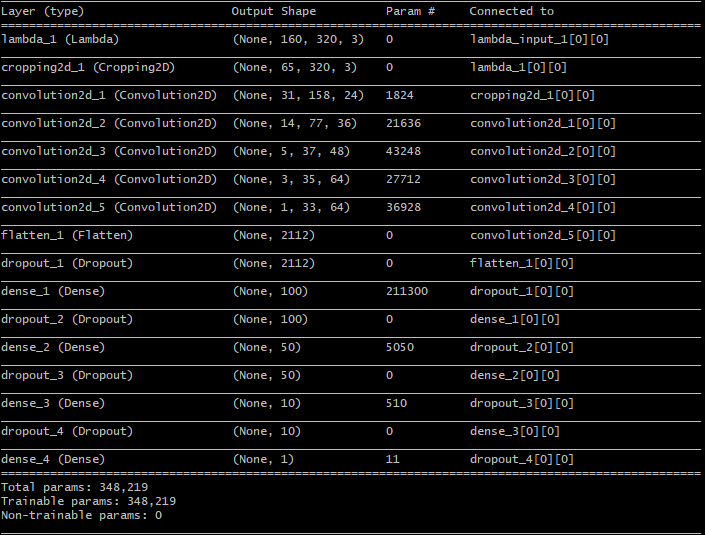 Layer (type) Output Shape Param # Connected to
lambda_1 (Lambda) (None, 160, 320, 3) 0 lambda_input_1[0][0]
cropping2d_1 (Cropping2D) (None, 65, 320, 3) 0 lambda_1[0][0]
convolution2d_1 (Convolution2D) (None, 31, 158, 24) 1824 cropping2d_1[0][0]
convolution2d_2 (Convolution2D) (None, 14, 77, 36) 21636 convolution2d_1[0][0]
convolution2d_3 (Convolution2D) (None, 5, 37, 48) 43248 convolution2d_2[0][0]
convolution2d_4 (Convolution2D) (None, 3, 35, 64) 27712 convolution2d_3[0][0]
convolution2d_5 (Convolution2D) (None, 1, 33, 64) 36928 convolution2d_4[0][0]
flatten_1 (Flatten) (None, 2112) 0 convolution2d_5[0][0]
dropout_1 (Dropout) (None, 2112) 0 flatten_1[0][0]
dense_1 (Dense) (None, 100) 211300 dropout_1[0][0]
dropout_2 (Dropout) (None, 100) 0 dense_1[0][0]
dense_2 (Dense) (None, 50) 5050 dropout_2[0][0]
dropout_3 (Dropout) (None, 50) 0 dense_2[0][0]
dense_3 (Dense) (None, 10) 510 dropout_3[0][0]
dropout_4 (Dropout) (None, 10) 0 dense_3[0][0]
dense_4 (Dense) (None, 1) 11 dropout_4[0][0]
Total params: 348,219
Trainable params: 348,219
Non-trainable params: 0